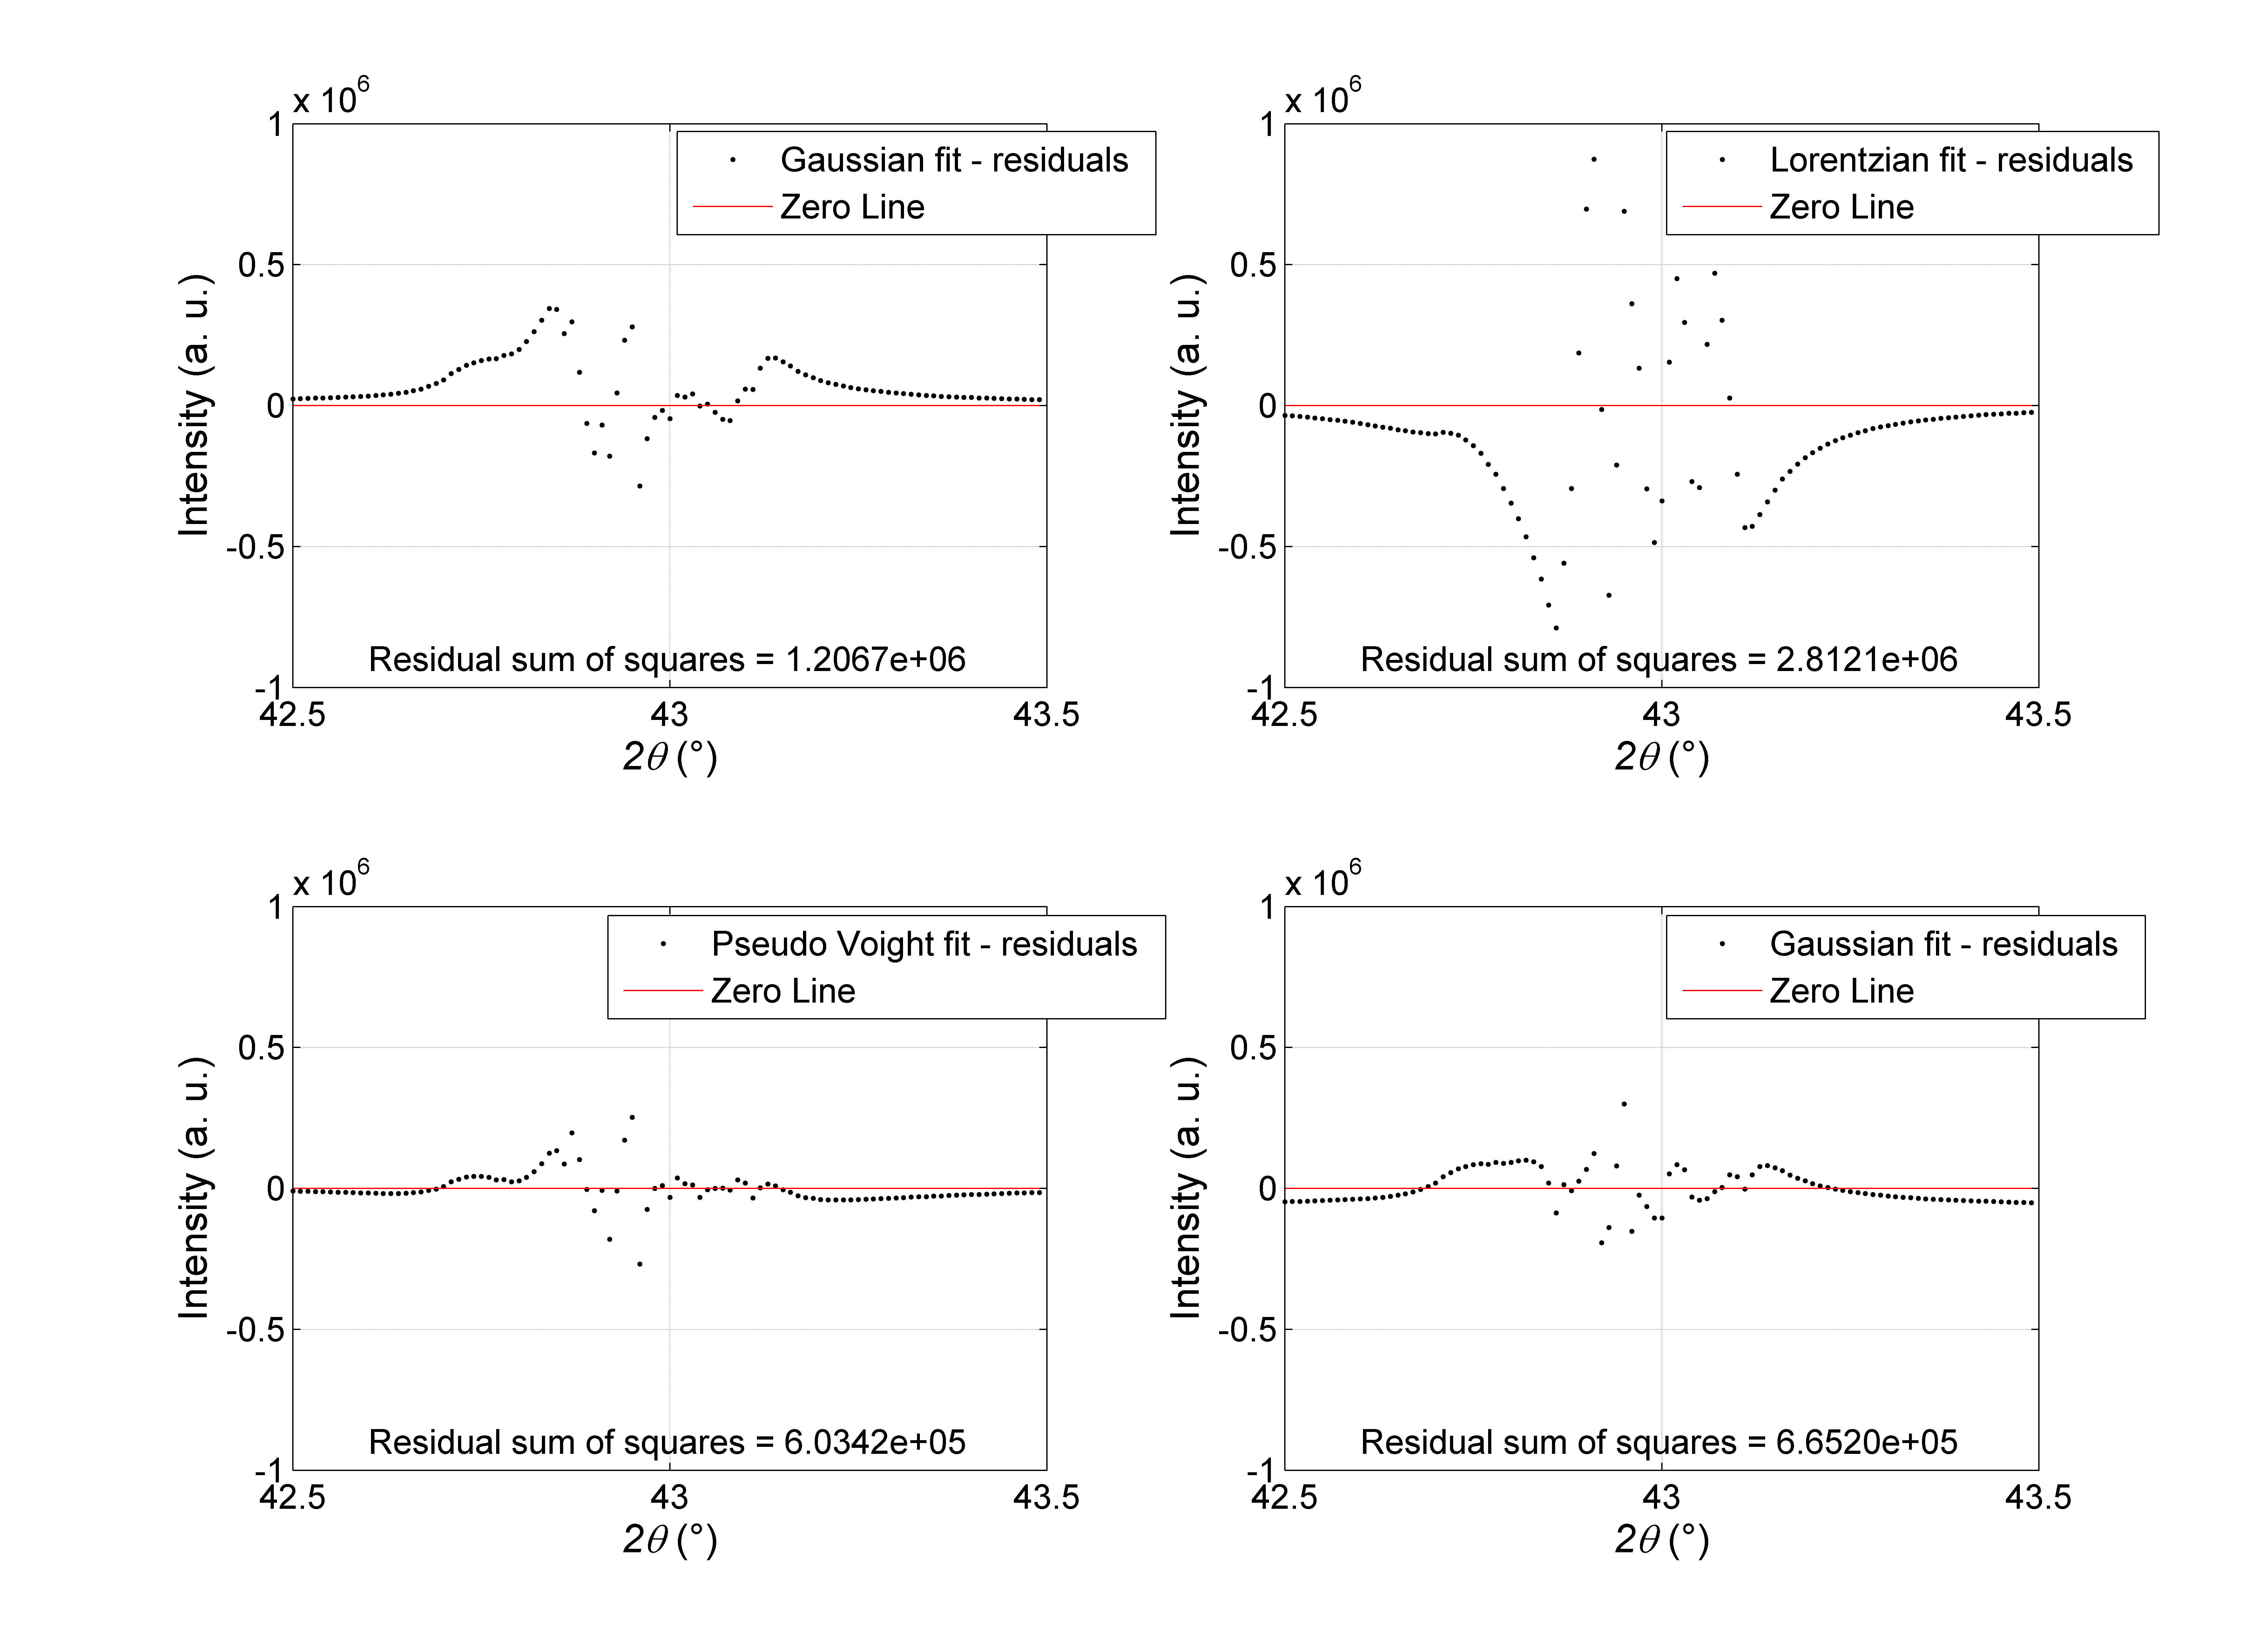 x 10^6
1
0.5
0
-0.5
-1
42.5 43 43.5
2θ (°)
Intensity (a. u.)
Gaussian fit - residuals
Zero Line
Residual sum of squares = 1.2067e+06
x 10^6
1
0.5
0
-0.5
-1
42.5 43 43.5
2θ (°)
Intensity (a. u.)
Lorentzian fit - residuals
Zero Line
Residual sum of squares = 2.8121e+06
x 10^6
1
0.5
0
-0.5
-1
42.5 43 43.5
2θ (°)
Intensity (a. u.)
Pseudo Voight fit - residuals
Zero Line
Residual sum of squares = 6.0342e+05
x 10^6
1
0.5
0
-0.5
-1
42.5 43 43.5
2θ (°)
Intensity (a. u.)
Gaussian fit - residuals
Zero Line
Residual sum of squares = 6.6520e+05